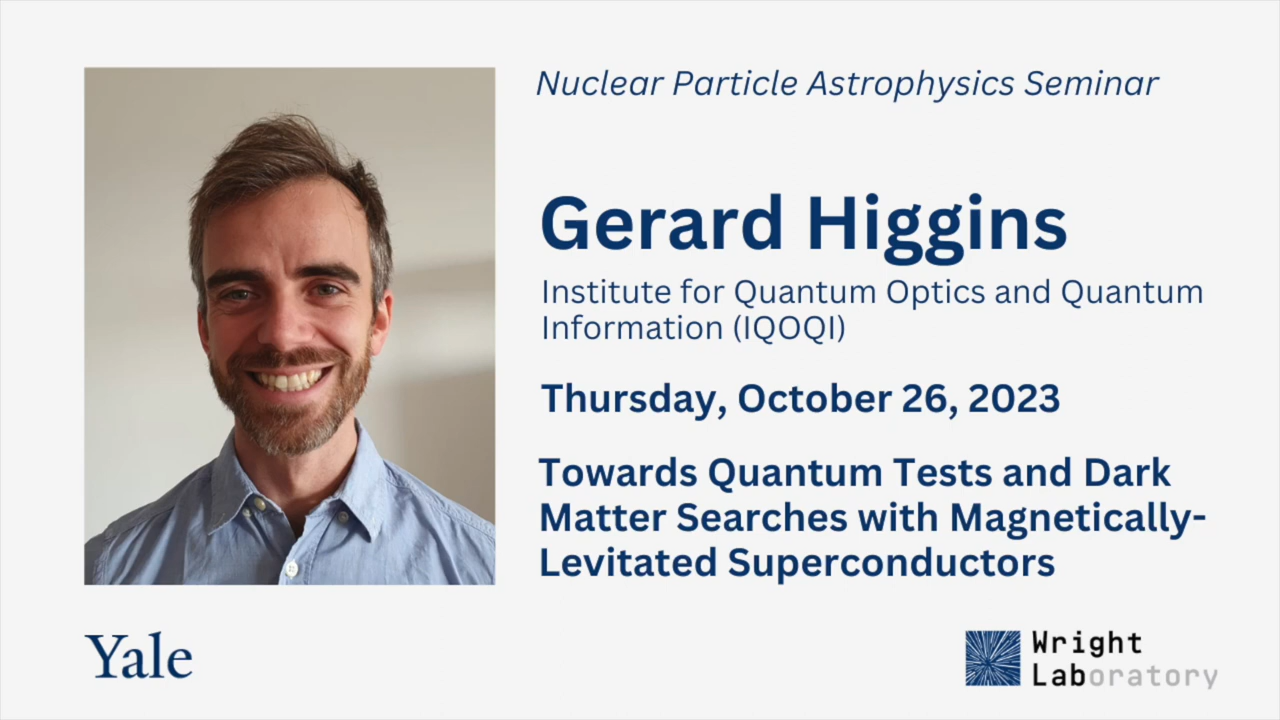 Nuclear Particle Astrophysics Seminar
Gerard Higgins
Institute for Quantum Optics and Quantum
Information (IQOQI)
Thursday, October 26, 2023
Towards Quantum Tests and Dark
Matter Searches with Magnetically-
Levitated Superconductors
Yale
Wright
Laboratory